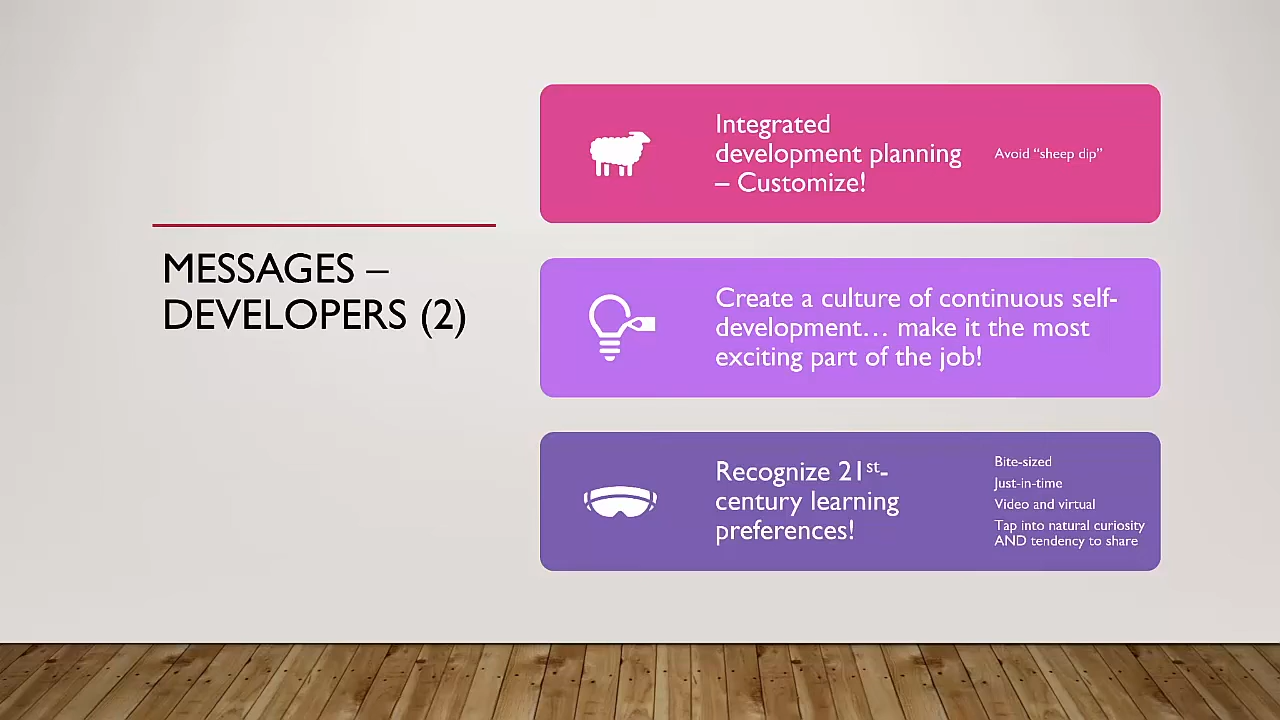 MESSAGES –
DEVELOPERS (2)
Integrated
development planning
– Customize!
Avoid “sheep dip”
Create a culture of continuous self-
development… make it the most
exciting part of the job!
Recognize 21st-
century learning
preferences!
Bite-sized
Just-in-time
Video and virtual
Tap into natural curiosity
AND tendency to share